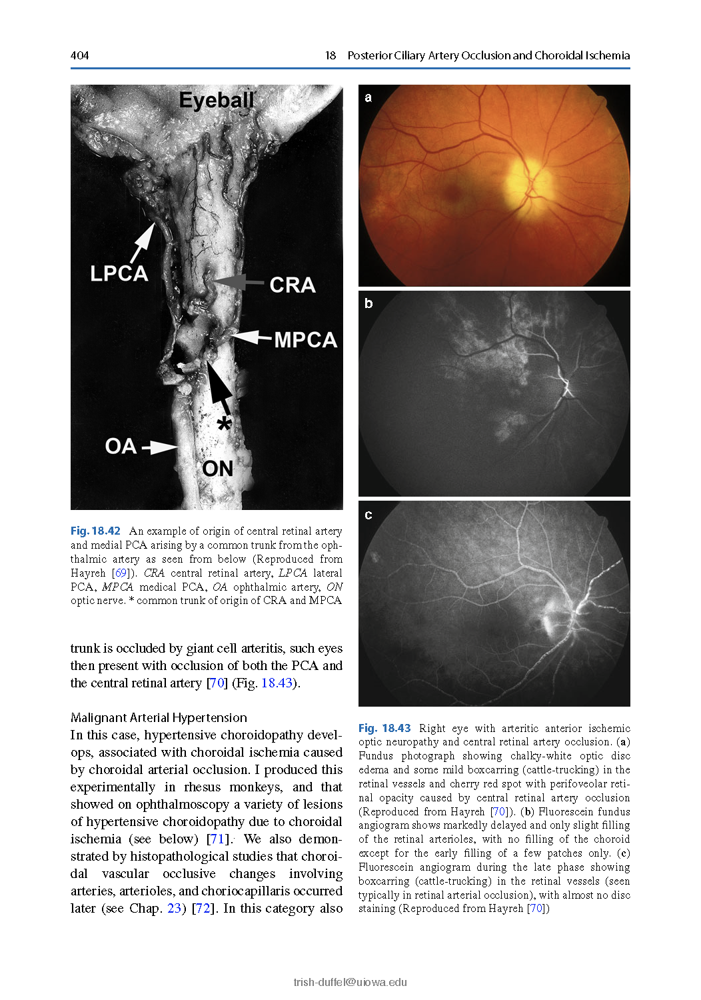 404
18 Posterior Ciliary Artery Occlusion and Choroidal Ischemia
Eyeball
LPCA
CRA
MPCA
*
OA
ON
Fig. 18.42 An example of origin of central retinal artery
and medial PCA arising by a common trunk from the oph-
thalmic artery as seen from below (Reproduced from
Hayreh [69]). CRA central retinal artery, LPCA lateral
PCA, MPCA medical PCA, OA ophthalmic artery, ON
optic nerve. * common trunk of origin of CRA and MPCA
trunk is occluded by giant cell arteritis, such eyes
then present with occlusion of both the PCA and
the central retinal artery [70] (Fig. 18.43).
Malignant Arterial Hypertension
In this case, hypertensive choroidopathy devel-
ops, associated with choroidal ischemia caused
by choroidal arterial occlusion. I produced this
experimentally in rhesus monkeys, and that
showed on ophthalmoscopy a variety of lesions
of hypertensive choroidopathy due to choroidal
ischemia (see below) [71]. We also demon-
strated by histopathological studies that choroi-
dal vascular occlusive changes involving
arteries, arterioles, and choriocapillaris occurred
later (see Chap. 23) [72]. In this category also
a
b
c
Fig. 18.43 Right eye with arteritic anterior ischemic
optic neuropathy and central retinal artery occlusion. (a)
Fundus photograph showing chalky-white optic disc
edema and some mild boxcarring (cattle-trucking) in the
retinal vessels and cherry red spot with perifoveolar reti-
nal opacity caused by central retinal artery occlusion
(Reproduced from Hayreh [70]). (b) Fluorescein fundus
angiogram shows markedly delayed and only slight filling
of the retinal arterioles, with no filling of the choroid
except for the early filling of a few patches only. (c)
Fluorescein angiogram during the late phase showing
boxcarring (cattle-trucking) in the retinal vessels (seen
typically in retinal arterial occlusion), with almost no disc
staining (Reproduced from Hayreh [70])
trish-duffel@uiowa.edu